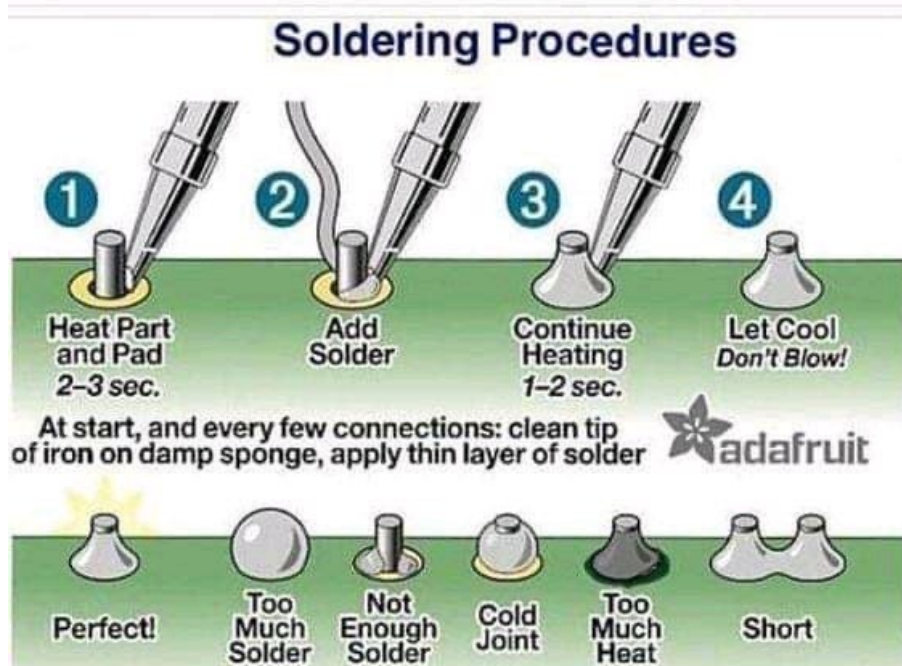 Soldering Procedures
1
2
3
4
Heat Part
and Pad
2–3 sec.
Add
Solder
Continue
Heating
1–2 sec.
Let Cool
Don't Blow!
At start, and every few connections: clean tip
of iron on damp sponge, apply thin layer of solder
adafruit
Perfect!
Too
Much
Solder
Not
Enough
Solder
Cold
Joint
Too
Much
Heat
Short